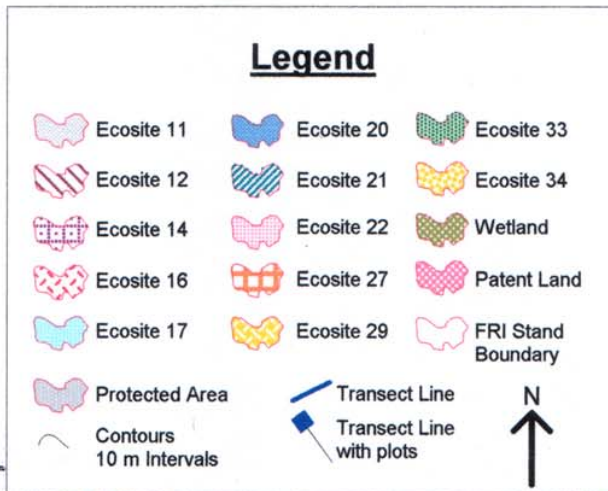 Legend
Ecosite 11
Ecosite 20
Ecosite 33
Ecosite 12
Ecosite 21
Ecosite 34
Ecosite 14
Ecosite 22
Wetland
Ecosite 16
Ecosite 27
Patent Land
Ecosite 17
Ecosite 29
FRI Stand
Boundary
Protected Area
Transect Line
N
Contours
10 m Intervals
Transect Line
with plots